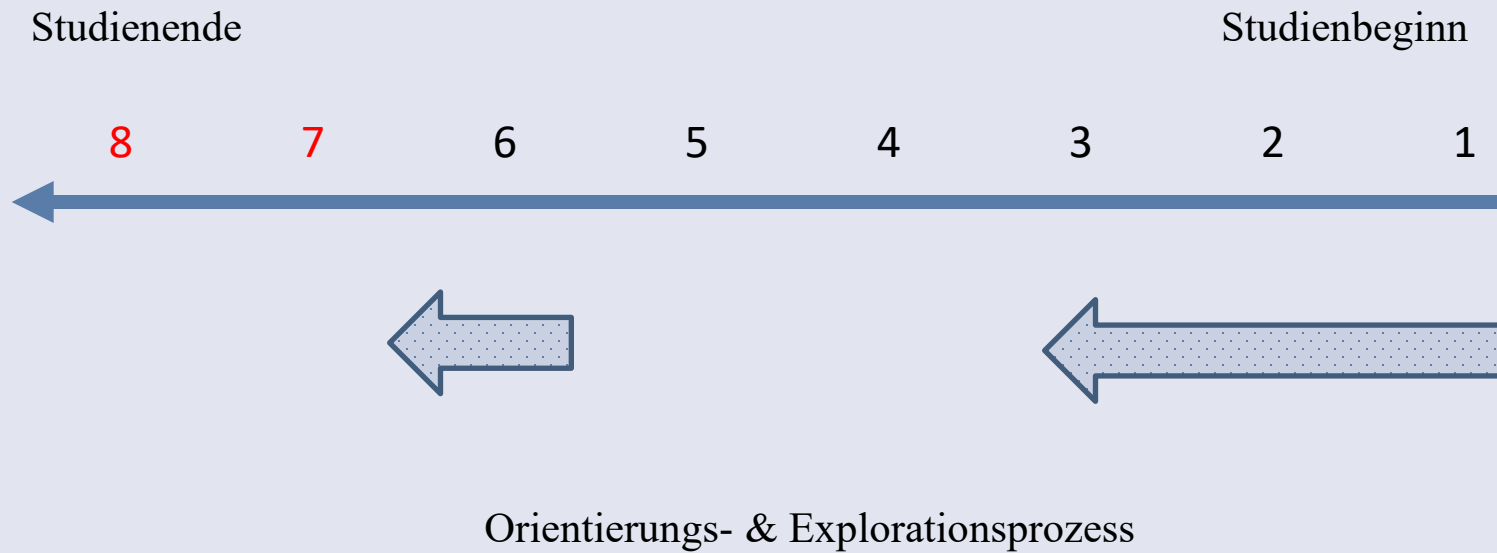 Studienende Studienbeginn
8 7 6 5 4 3 2 1
Orientierungs- & Explorationsprozess